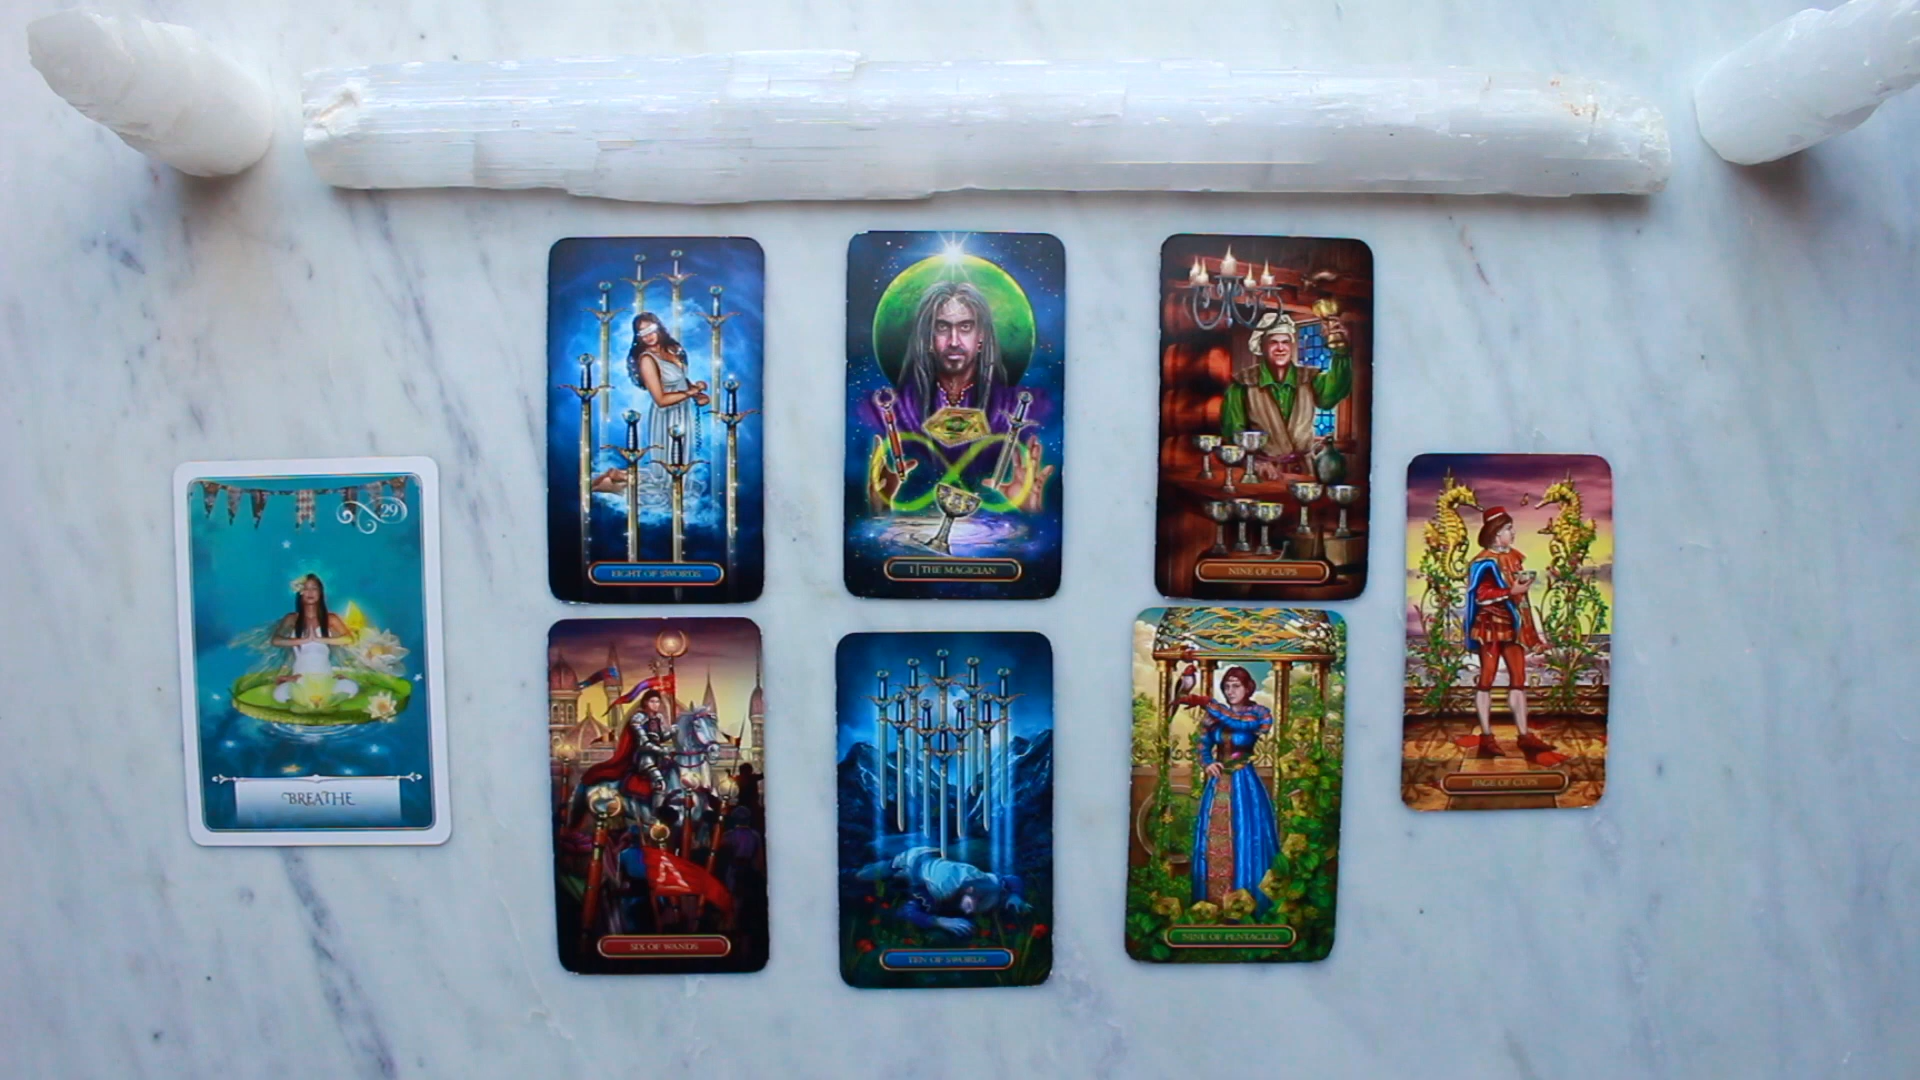 29
BREATHE
EIGHT OF SWORDS
I THE MAGICIAN
NINE OF CUPS
SIX OF WANDS
TEN OF SWORDS
NINE OF PENTACLES
PAGE OF CUPS